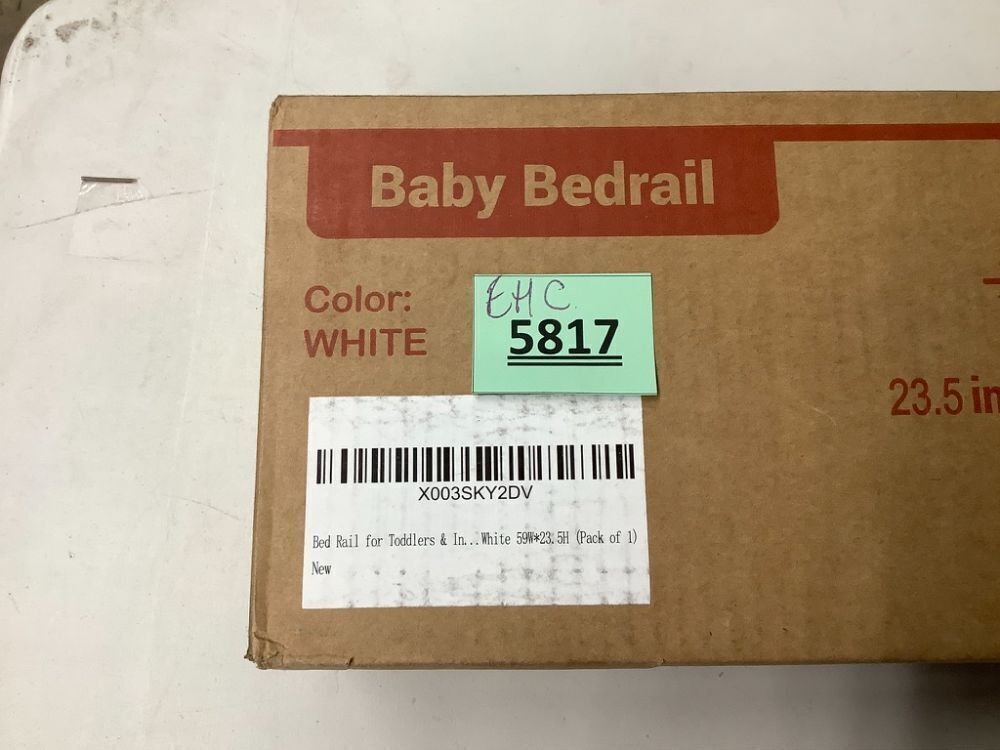 Baby Bedrail
Color:
WHITE
EHC
5817
23.5 in
X003SKY2DV
Bed Rail for Toddlers & In...White 59W*23.5H (Pack of 1)
New